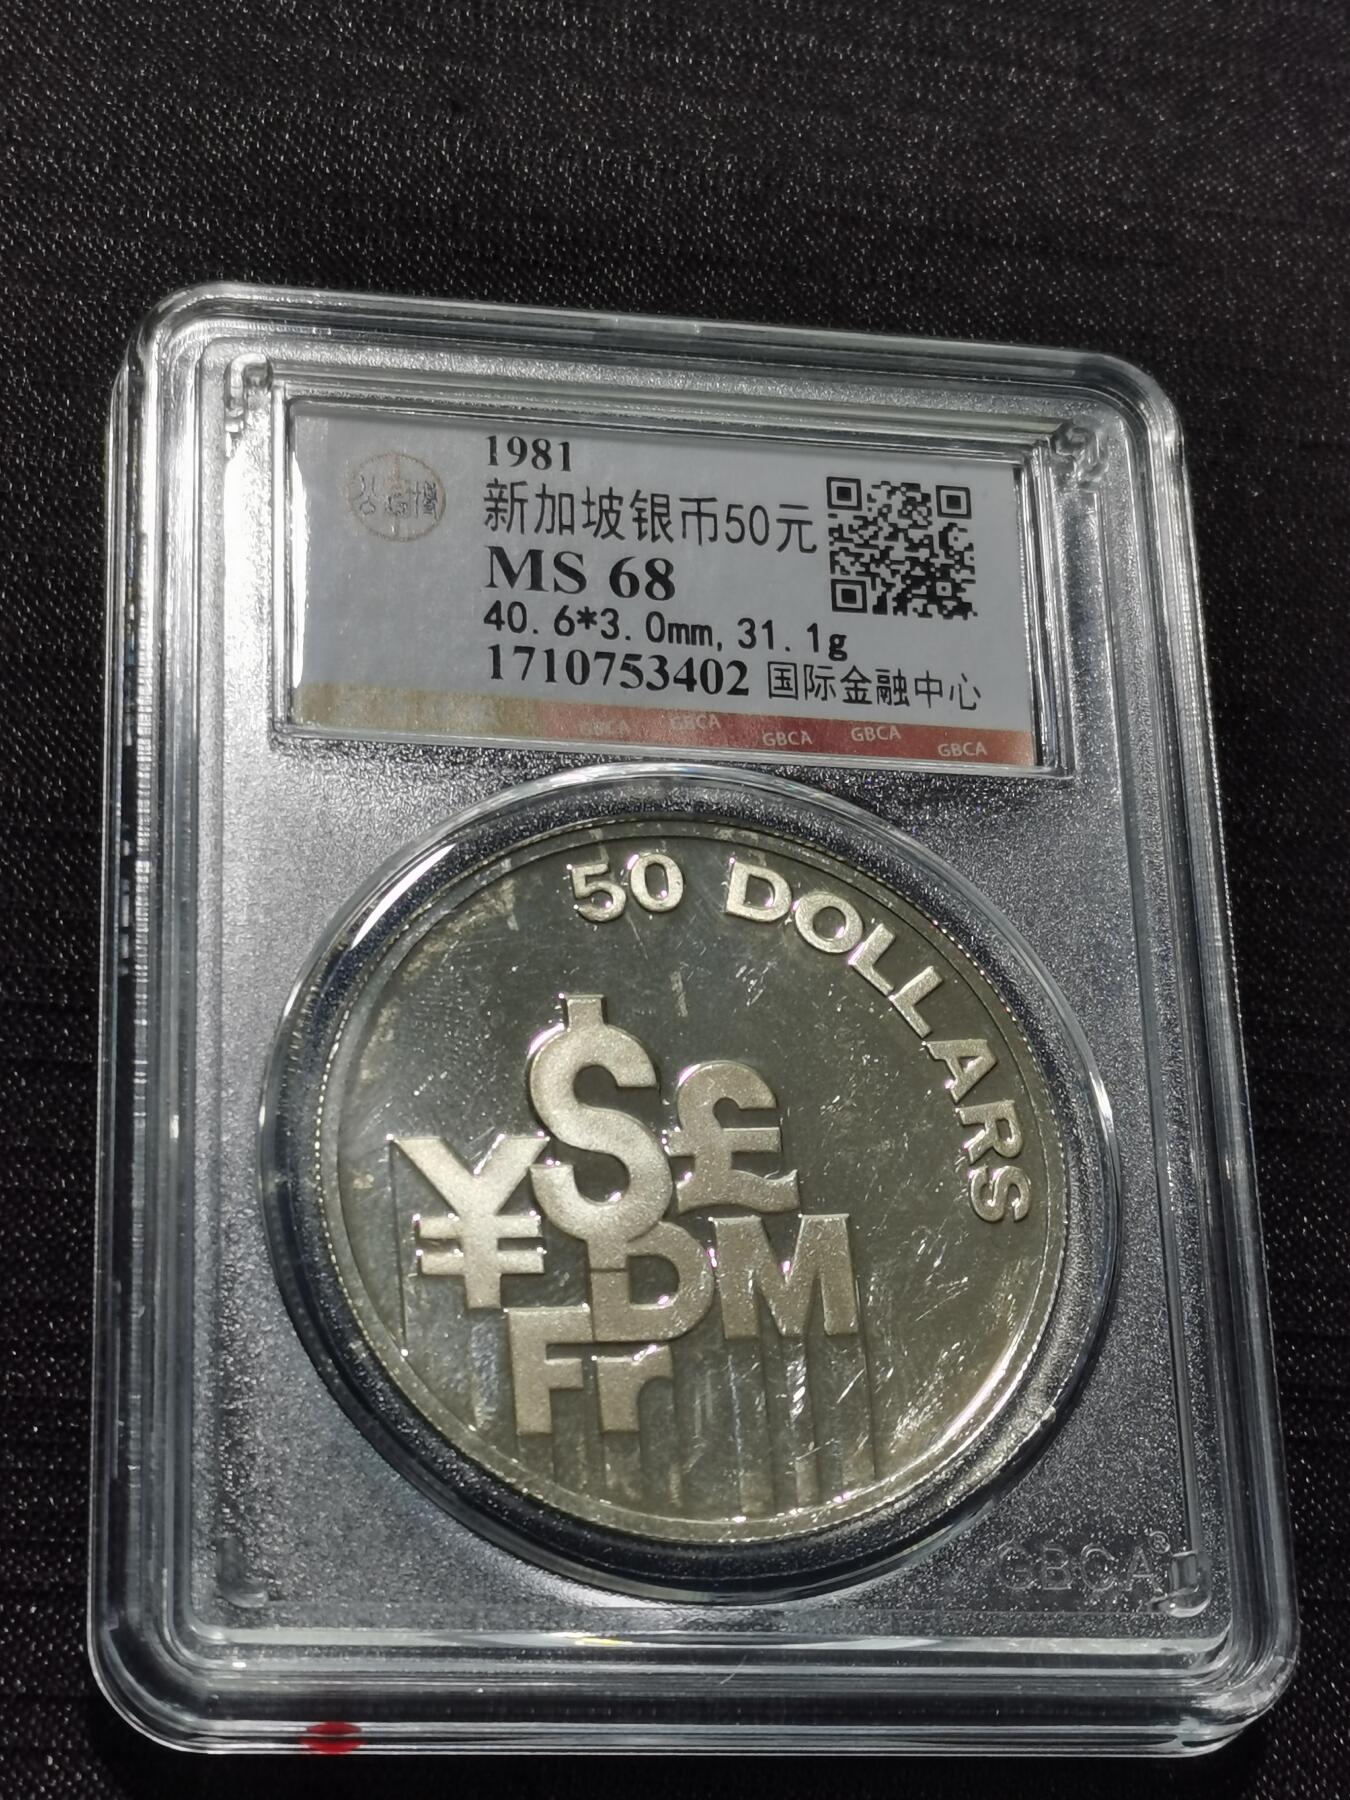 1981
新加坡银币50元
MS 68
40.6*3.0mm,31.1g
1710753402 国际金融中心
GBCA GBCA GBCA GBCA GBCA
50 DOLLARS
$ £
¥
DM
Fr
GBCA®